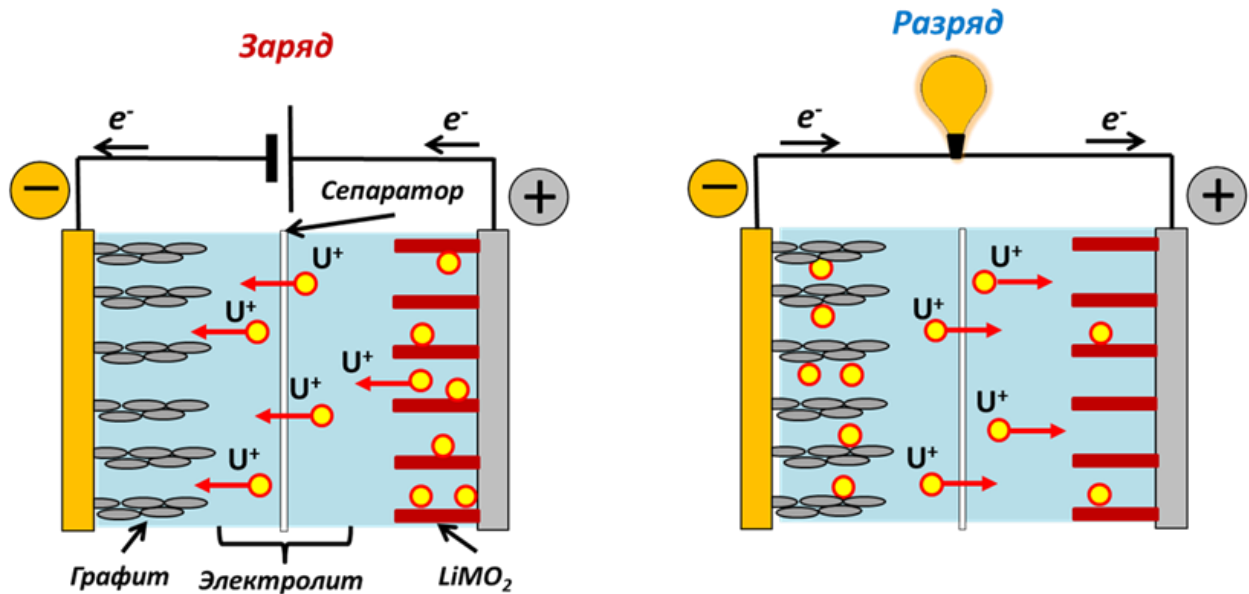 Заряд
e⁻
e⁻
−
+
Сепаратор
U⁺
U⁺
U⁺
U⁺
U⁺
Графит
Электролит
LiMO₂
Разряд
e⁻
e⁻
−
+
U⁺
U⁺
U⁺
U⁺